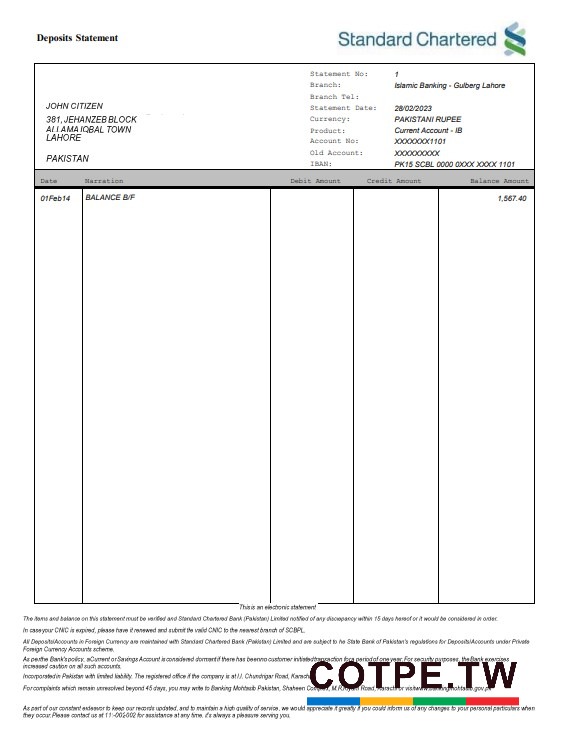 Deposits Statement
Standard Chartered
Statement No: 1
Branch: Islamic Banking - Gulberg Lahore
Branch Tel:
JOHN CITIZEN
Statement Date: 28/02/2023
381, JEHANZEB BLOCK
Currency: PAKISTANI RUPEE
ALLAMA IQBAL TOWN
Product: Current Account - IB
LAHORE
Account No: XXXXXXX1101
Old Account: XXXXXXXXX
PAKISTAN
IBAN: PK15 SCBL 0000 0XXX XXXX 1101
Date Narration Debit Amount Credit Amount Balance Amount
01Feb14 BALANCE B/F 1,567.40
This is an electronic statement
The items and balance on this statement must be verified and Standard Chartered Bank (Pakistan) Limited notified of any discrepancy within 15 days hereof or it would be considered in order.
In case your CNIC is expired, please have it renewed and submit the valid CNIC to the nearest branch of SCBPL.
All Deposits/Accounts in Foreign Currency are maintained with Standard Chartered Bank (Pakistan) Limited and are subject to he State Bank of Pakistan's regulations for Deposits/Accounts under Private
Foreign Currency Accounts scheme.
As per the Bank's policy, a Current or Savings Account is considered dormant if there has been no customer initiated transaction for a period of one year. For security purposes, the Bank exercises
increased caution on all such accounts.
Incorporated in Pakistan with limited liability. The registered office if the company is at I.I. Chundrigar Road, Karachi
For complaints which remain unresolved beyond 45 days, you may write to Banking Mohtasib Pakistan, Shaheen Complex, M.R.Kiyani Road, Karachi or visit www.bankingmohtasib.gov.pk
COTPE.TW
As part of our constant endeavor to keep our records updated, and to maintain a high quality of service, we would appreciate it greatly if you could inform us of any changes to your personal particulars when
they occur. Please contact us at 111-002-002 for assistance at any time, it's always a pleasure serving you.